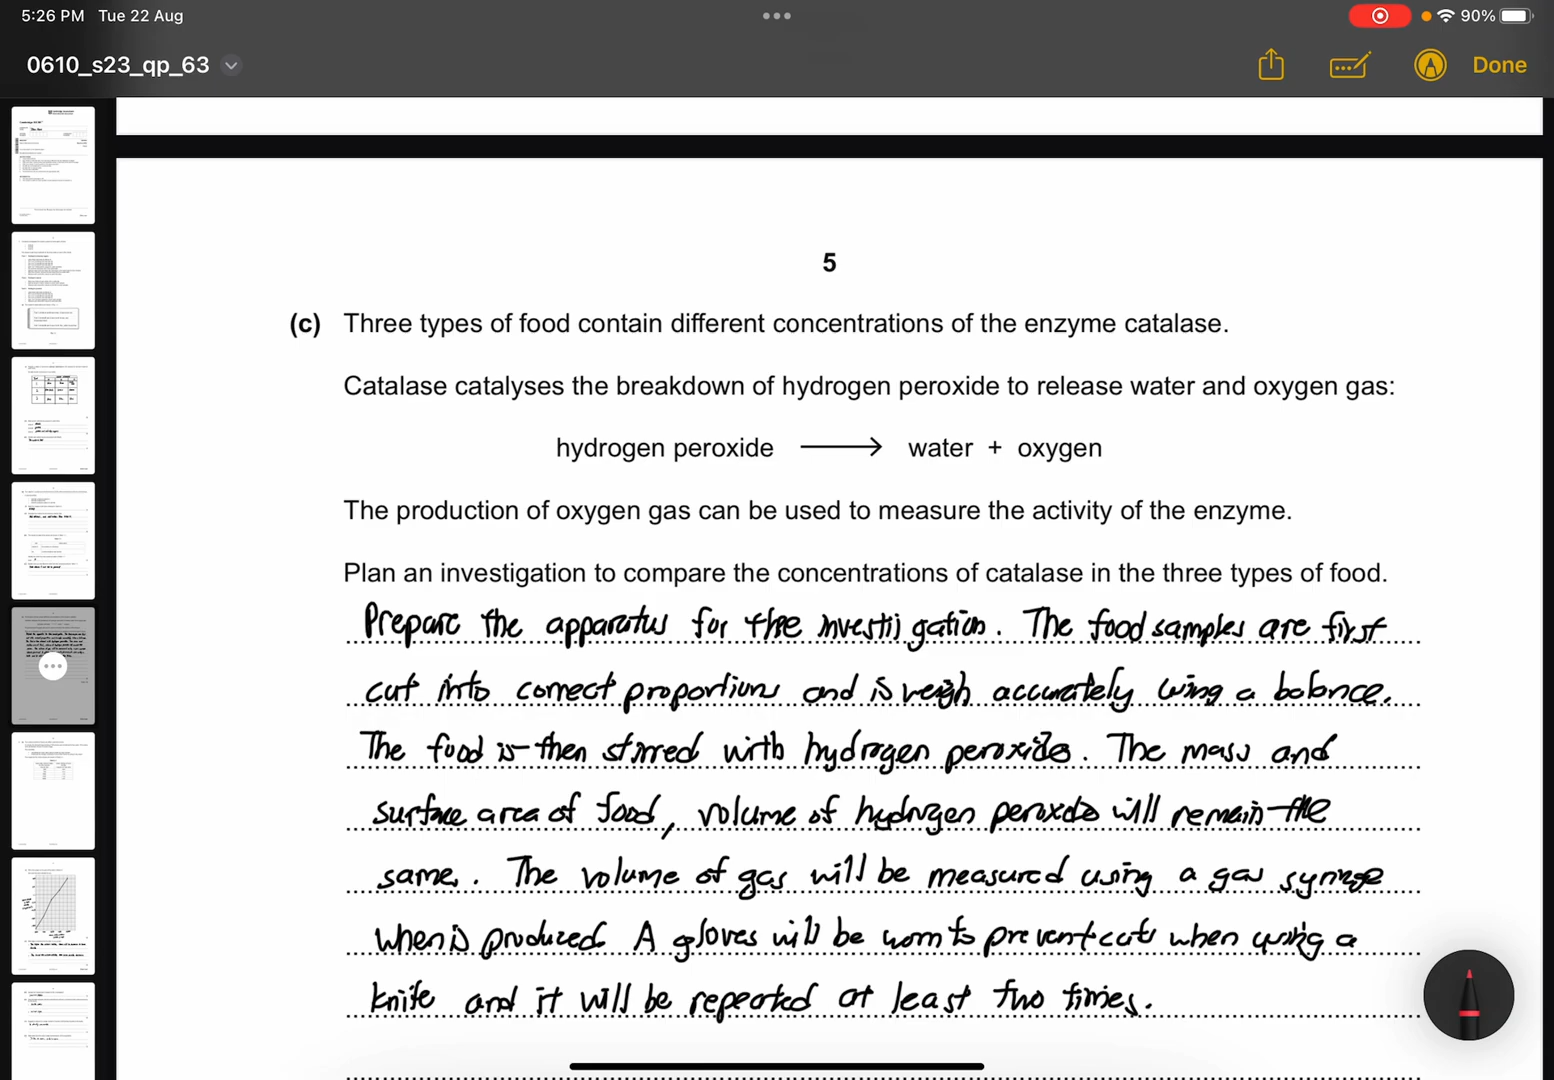 5:26 PM Tue 22 Aug
90%
0610_s23_qp_63
Done
5
(c) Three types of food contain different concentrations of the enzyme catalase.
Catalase catalyses the breakdown of hydrogen peroxide to release water and oxygen gas:
hydrogen peroxide ⟶ water + oxygen
The production of oxygen gas can be used to measure the activity of the enzyme.
Plan an investigation to compare the concentrations of catalase in the three types of food.
Prepare the apparatus for the investigation. The food samples are first
cut into correct proportions and is weigh accurately using a balance.
The food is then stirred with hydrogen peroxide. The mass and
surface area of food, volume of hydrogen peroxide will remain the
same. The volume of gas will be measured using a gas syringe
when is produced A gloves will be worn to prevent cuts when using a
knife and it will be repeated at least two times.